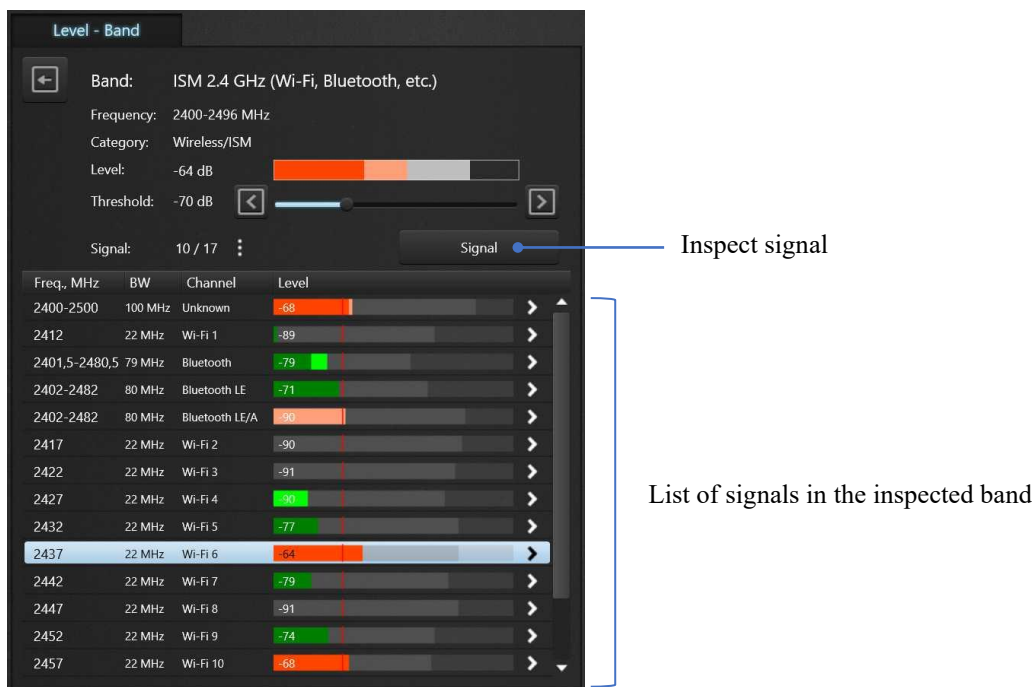 Level - Band
Band: ISM 2.4 GHz (Wi-Fi, Bluetooth, etc.)
Frequency: 2400-2496 MHz
Category: Wireless/ISM
Level: -64 dB
Threshold: -70 dB
Signal: 10 / 17 Signal
Inspect signal
Freq., MHz BW Channel Level
2400-2500 100 MHz Unknown -68
2412 22 MHz Wi-Fi 1 -89
2401,5-2480,5 79 MHz Bluetooth -79
2402-2482 80 MHz Bluetooth LE -71
2402-2482 80 MHz Bluetooth LE/A -90
2417 22 MHz Wi-Fi 2 -90
2422 22 MHz Wi-Fi 3 -91
2427 22 MHz Wi-Fi 4 -90
2432 22 MHz Wi-Fi 5 -77
2437 22 MHz Wi-Fi 6 -64
2442 22 MHz Wi-Fi 7 -79
2447 22 MHz Wi-Fi 8 -91
2452 22 MHz Wi-Fi 9 -74
2457 22 MHz Wi-Fi 10 -68
List of signals in the inspected band